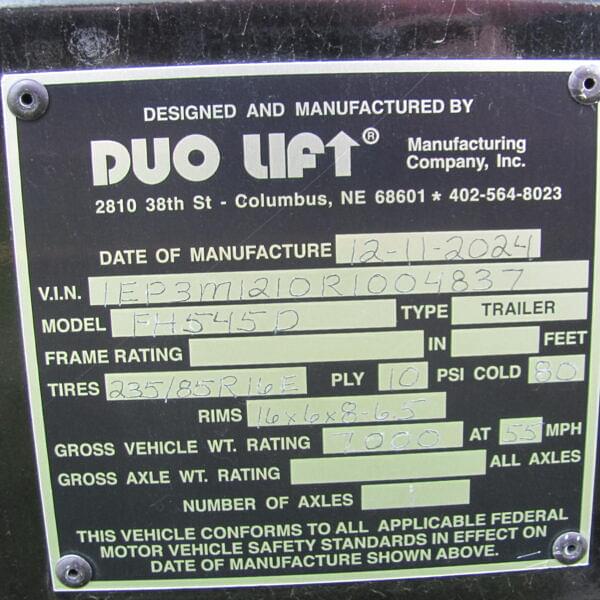 DESIGNED AND MANUFACTURED BY
DUO LIFT® Manufacturing Company, Inc.
2810 38th St - Columbus, NE 68601 * 402-564-8023
DATE OF MANUFACTURE 12-11-2024
V.I.N. 1EP3M1210R1004837
MODEL FH545D TYPE TRAILER
FRAME RATING IN FEET
TIRES 235/85R16E PLY 10 PSI COLD 80
RIMS 16x6x8-6.5
GROSS VEHICLE WT. RATING 7000 AT 55 MPH
GROSS AXLE WT. RATING ALL AXLES
NUMBER OF AXLES 1
THIS VEHICLE CONFORMS TO ALL APPLICABLE FEDERAL
MOTOR VEHICLE SAFETY STANDARDS IN EFFECT ON
DATE OF MANUFACTURE SHOWN ABOVE.